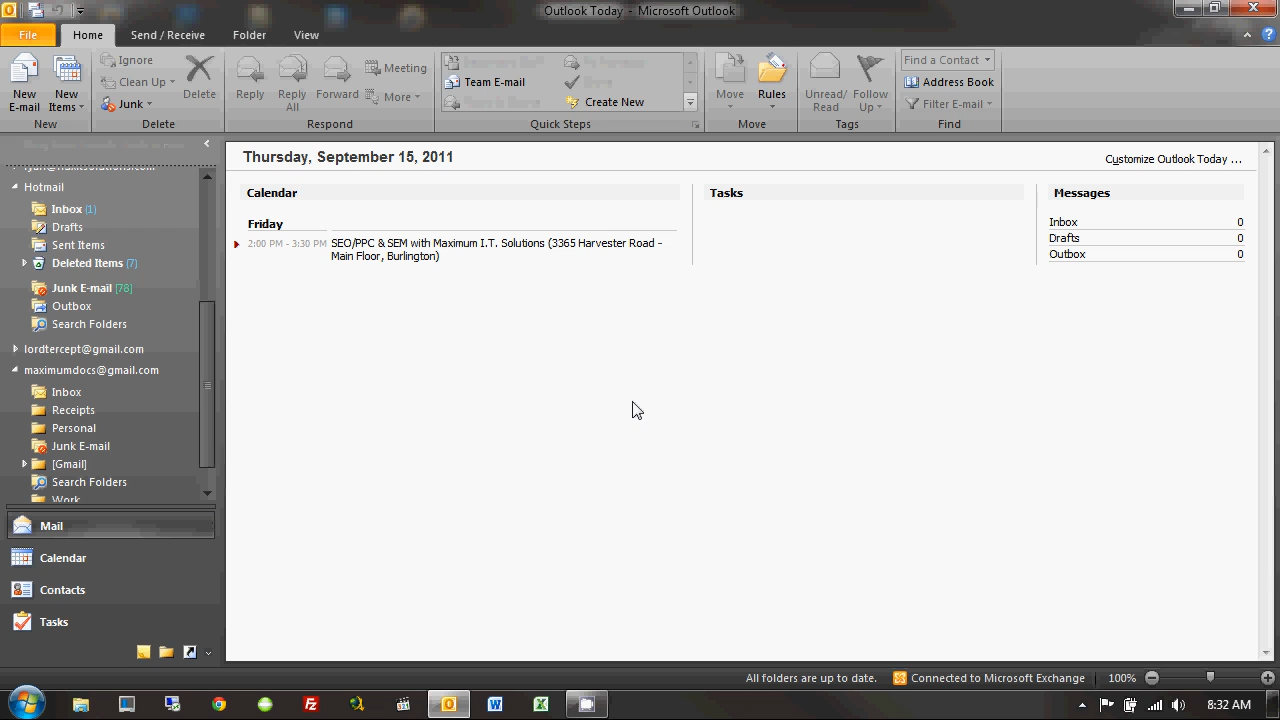 Outlook Today - Microsoft Outlook
File
Home
Send / Receive
Folder
View
New E-mail
New Items
Ignore
Clean Up
Junk
Delete
Reply
Reply All
Forward
Meeting
More
Team E-mail
Create New
Move
Rules
Unread/ Read
Follow Up
Find a Contact
Address Book
Filter E-mail
New
Delete
Respond
Quick Steps
Move
Tags
Find
Hotmail
Inbox (1)
Drafts
Sent Items
Deleted Items (7)
Junk E-mail [78]
Outbox
Search Folders
lordtercept@gmail.com
maximumdocs@gmail.com
Inbox
Receipts
Personal
Junk E-mail
[Gmail]
Search Folders
Work
Mail
Calendar
Contacts
Tasks
Thursday, September 15, 2011
Customize Outlook Today ...
Calendar
Friday
2:00 PM - 3:30 PM SEO/PPC & SEM with Maximum I.T. Solutions (3365 Harvester Road -
Main Floor, Burlington)
Tasks
Messages
Inbox 0
Drafts 0
Outbox 0
All folders are up to date.
Connected to Microsoft Exchange
100%
8:32 AM